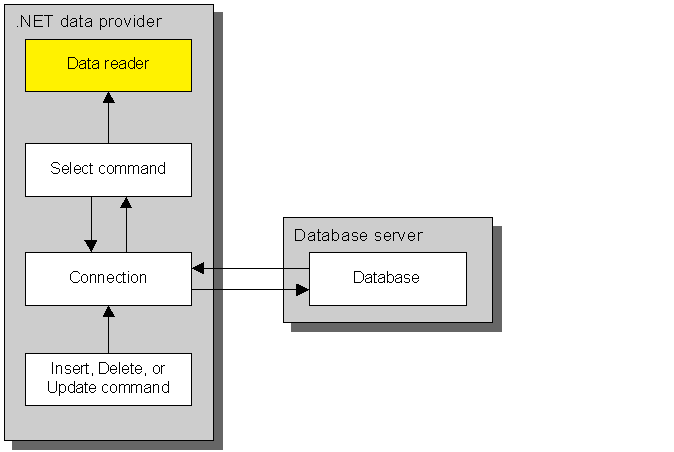 .NET data provider
Data reader
Select command
Connection
Insert, Delete, or
Update command
Database server
Database